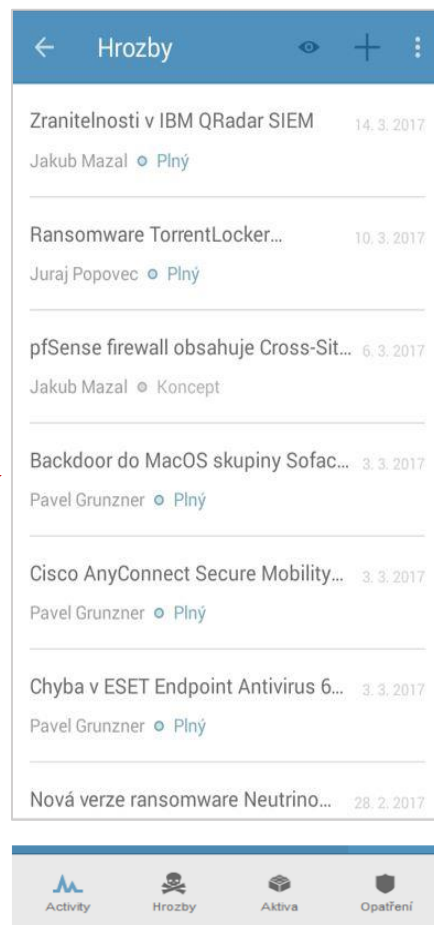 Hrozby
Zranitelnosti v IBM QRadar SIEM 14. 3. 2017
Jakub Mazal Plný
Ransomware TorrentLocker... 10. 3. 2017
Juraj Popovec Plný
pfSense firewall obsahuje Cross-Sit... 6. 3. 2017
Jakub Mazal Koncept
Backdoor do MacOS skupiny Sofac... 3. 3. 2017
Pavel Grunzner Plný
Cisco AnyConnect Secure Mobility... 3. 3. 2017
Pavel Grunzner Plný
Chyba v ESET Endpoint Antivirus 6... 3. 3. 2017
Pavel Grunzner Plný
Nová verze ransomware Neutrino... 28. 2. 2017
Activity Hrozby Aktiva Opatření